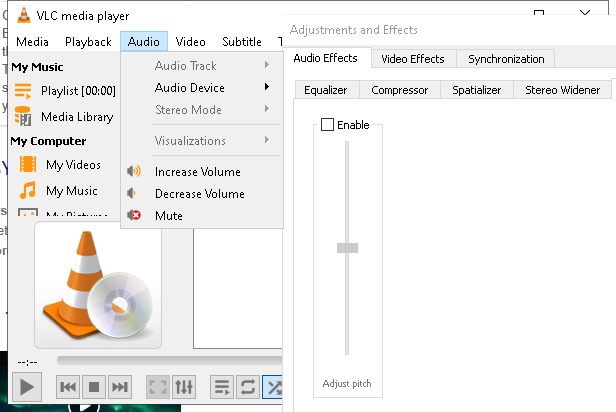 VLC media player
Media Playback Audio Video Subtitle T
My Music
Playlist [00:00]
Media Library
My Computer
My Videos
My Music
My Pictures
--:--
Audio Track
Audio Device
Stereo Mode
Visualizations
Increase Volume
Decrease Volume
Mute
Adjustments and Effects
Audio Effects Video Effects Synchronization
Equalizer Compressor Spatializer Stereo Widener
Enable
Adjust pitch